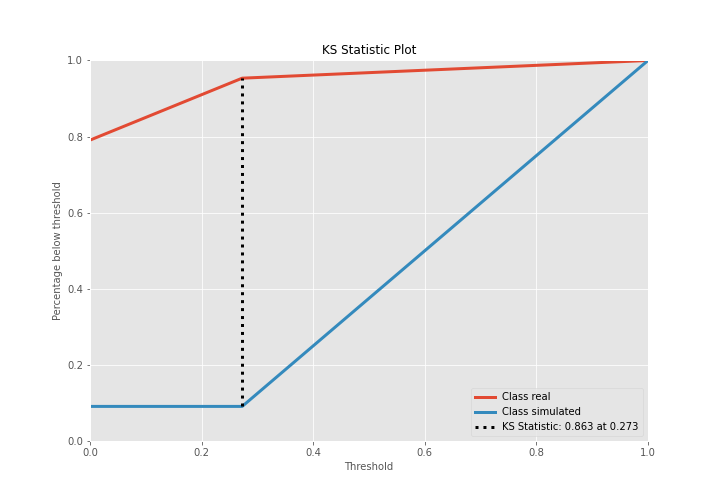 KS Statistic Plot
1.0
0.8
0.6
0.4
0.2
0.0
Percentage below threshold
0.0 0.2 0.4 0.6 0.8 1.0
Threshold
Class real
Class simulated
KS Statistic: 0.863 at 0.273